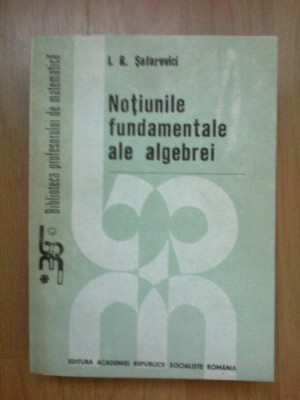 I. R. Şafarevici
Noţiunile
fundamentale
ale algebrei
Biblioteca profesorului de matematică
EDITURA ACADEMIEI REPUBLICII SOCIALISTE ROMÂNIA